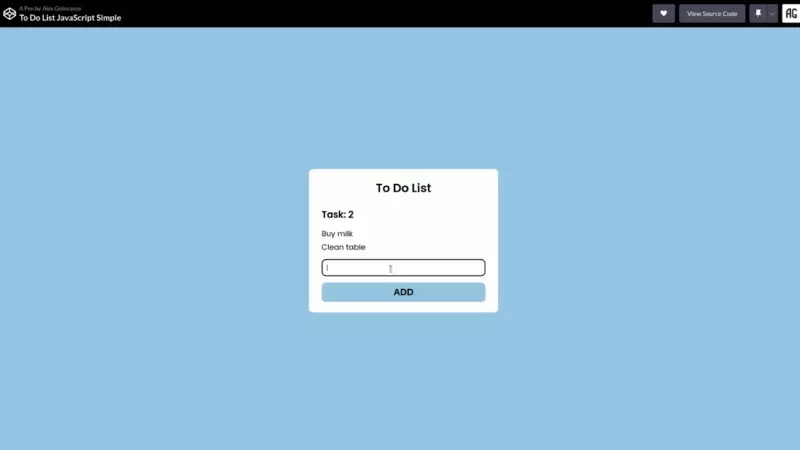 A Pen by Alex Golovanov
To Do List JavaScript Simple
View Source Code
AG
To Do List
Task: 2
Buy milk
Clean table
ADD